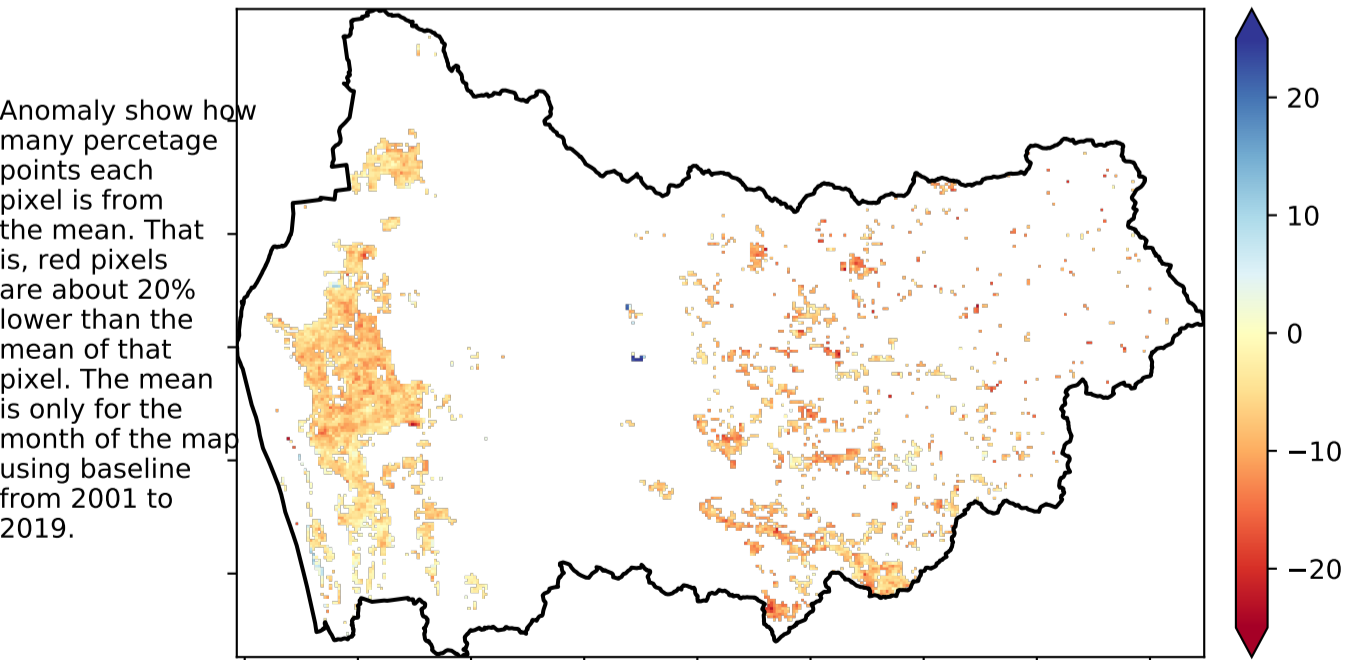 Anomaly show how
many percetage
points each
pixel is from
the mean. That
is, red pixels
are about 20%
lower than the
mean of that
pixel. The mean
is only for the
month of the map
using baseline
from 2001 to
2019.
20
10
0
−10
−20